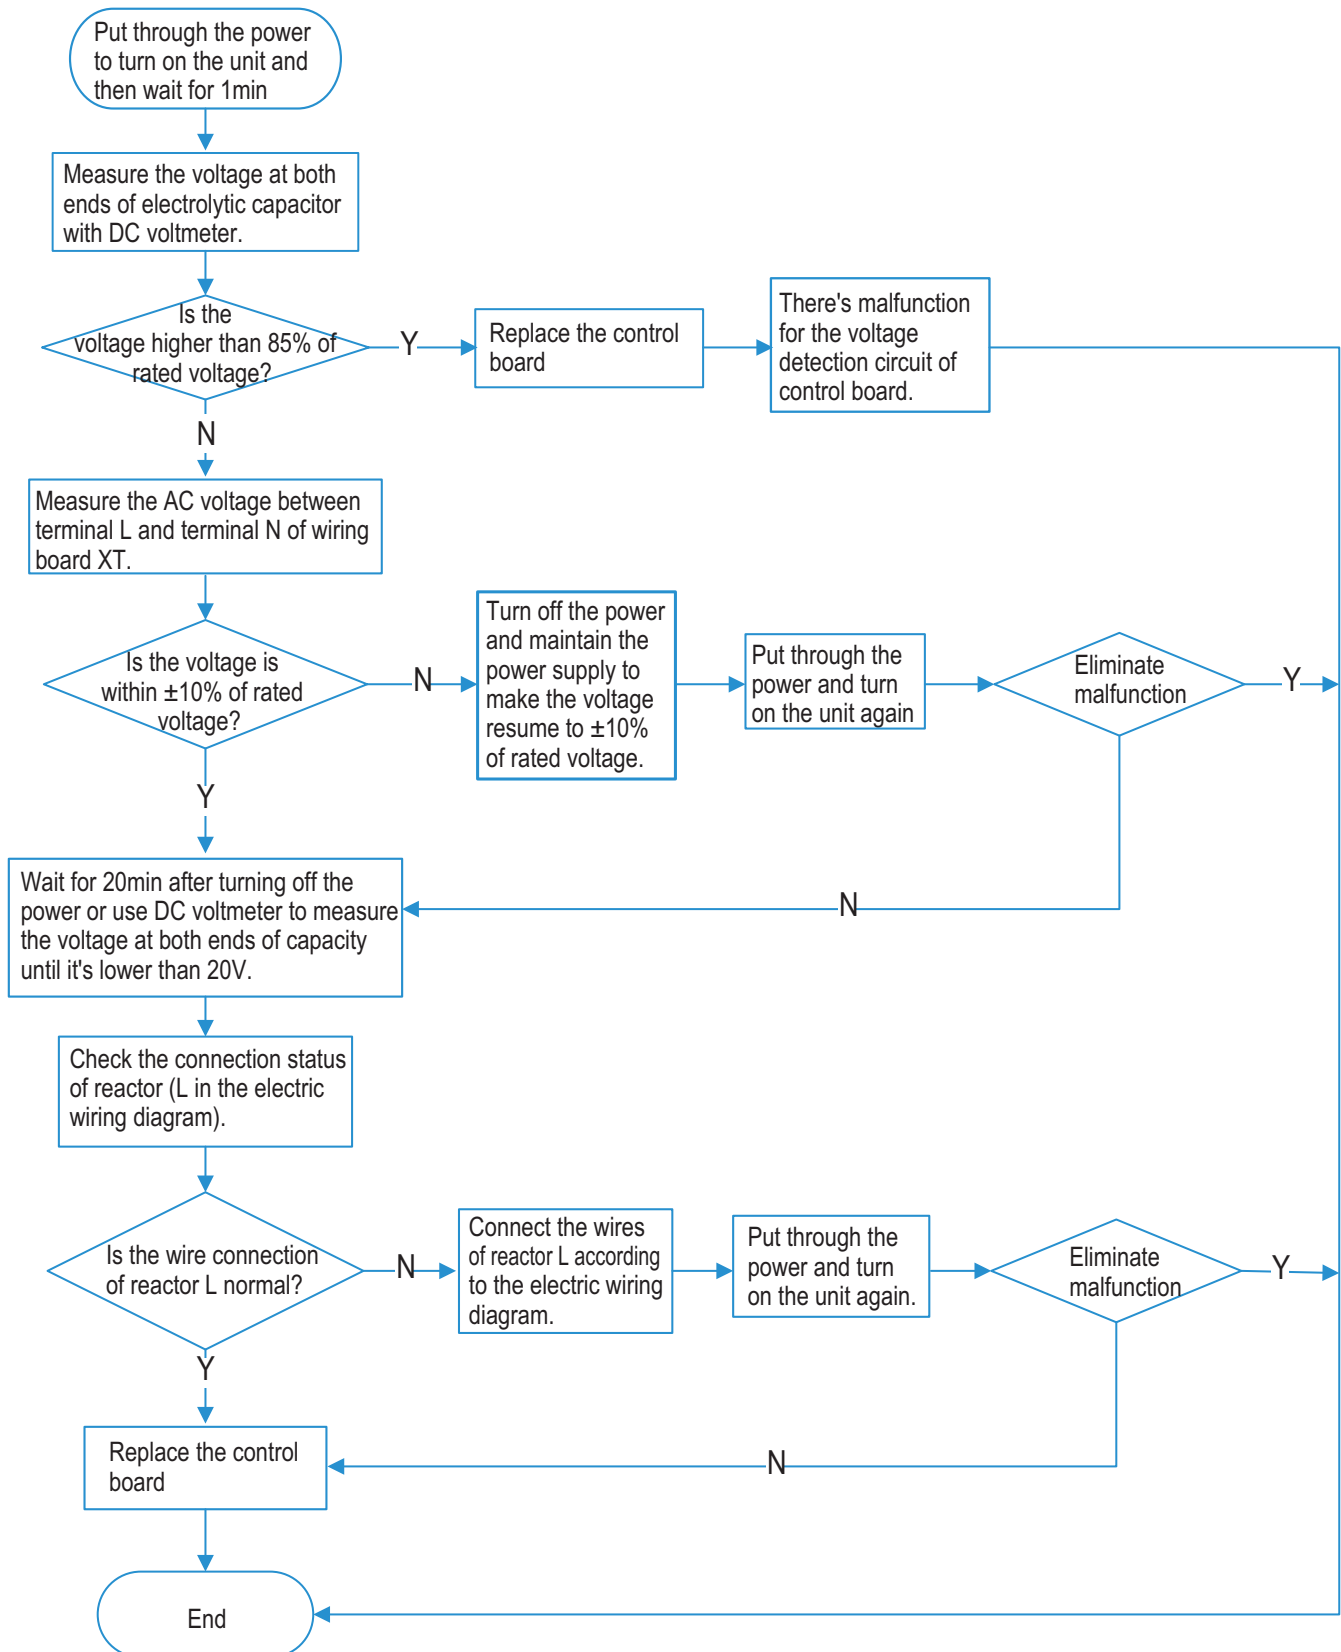 Put through the power
to turn on the unit and
then wait for 1min
Measure the voltage at both
ends of electrolytic capacitor
with DC voltmeter.
Is the
voltage higher than 85% of
rated voltage?
Y
Replace the control
board
There's malfunction
for the voltage
detection circuit of
control board.
N
Measure the AC voltage between
terminal L and terminal N of wiring
board XT.
Is the voltage is
within ±10% of rated
voltage?
N
Turn off the power
and maintain the
power supply to
make the voltage
resume to ±10%
of rated voltage.
Put through the
power and turn
on the unit again
Eliminate
malfunction
Y
Y
N
Wait for 20min after turning off the
power or use DC voltmeter to measure
the voltage at both ends of capacity
until it's lower than 20V.
Check the connection status
of reactor (L in the electric
wiring diagram).
Is the wire connection
of reactor L normal?
N
Connect the wires
of reactor L according
to the electric wiring
diagram.
Put through the
power and turn
on the unit again.
Eliminate
malfunction
Y
Y
N
Replace the control
board
End